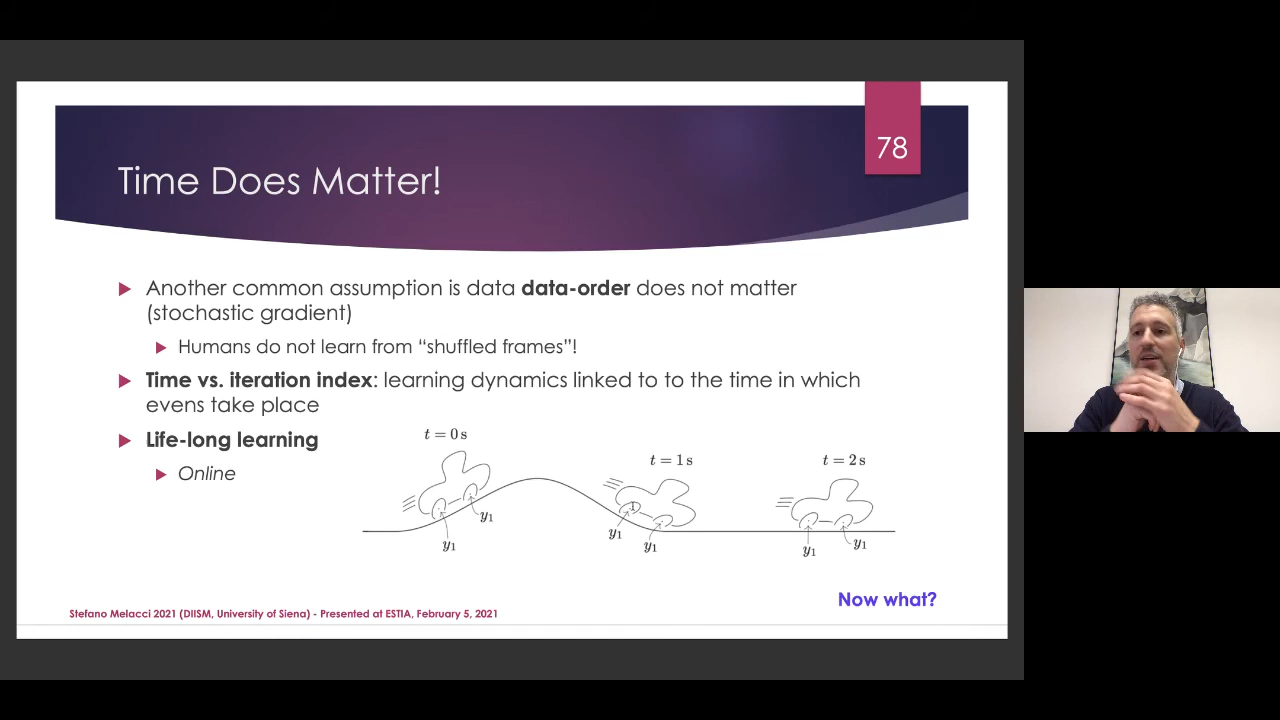 78
Time Does Matter!
Another common assumption is data data-order does not matter
(stochastic gradient)
Humans do not learn from “shuffled frames”!
Time vs. iteration index: learning dynamics linked to to the time in which
evens take place
Life-long learning
Online
t = 0 s
t = 1 s
t = 2 s
y1
y1
y1
y1
y1
y1
Now what?
Stefano Melacci 2021 (DIISM, University of Siena) - Presented at ESTIA, February 5, 2021